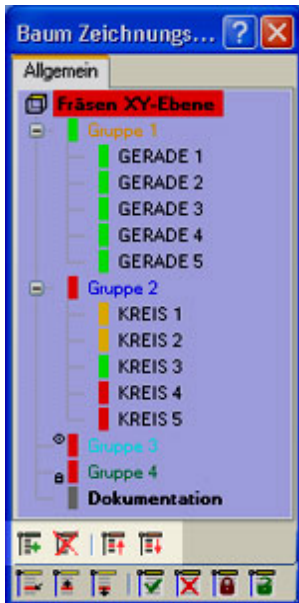 Baum Zeichnungs...
Allgemein
Fräsen XY-Ebene
Gruppe 1
GERADE 1
GERADE 2
GERADE 3
GERADE 4
GERADE 5
Gruppe 2
KREIS 1
KREIS 2
KREIS 3
KREIS 4
KREIS 5
Gruppe 3
Gruppe 4
Dokumentation